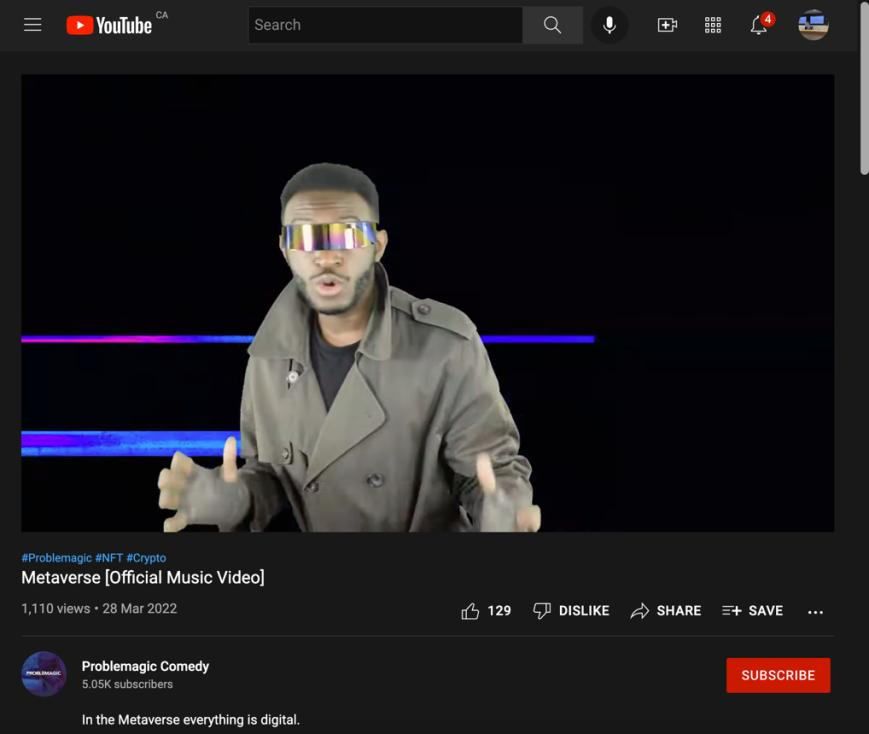 YouTube CA
Search
4
#Problemagic #NFT #Crypto
Metaverse [Official Music Video]
1,110 views • 28 Mar 2022
129 DISLIKE SHARE SAVE ...
PROBLEMAGIC
Problemagic Comedy
5.05K subscribers
SUBSCRIBE
In the Metaverse everything is digital.